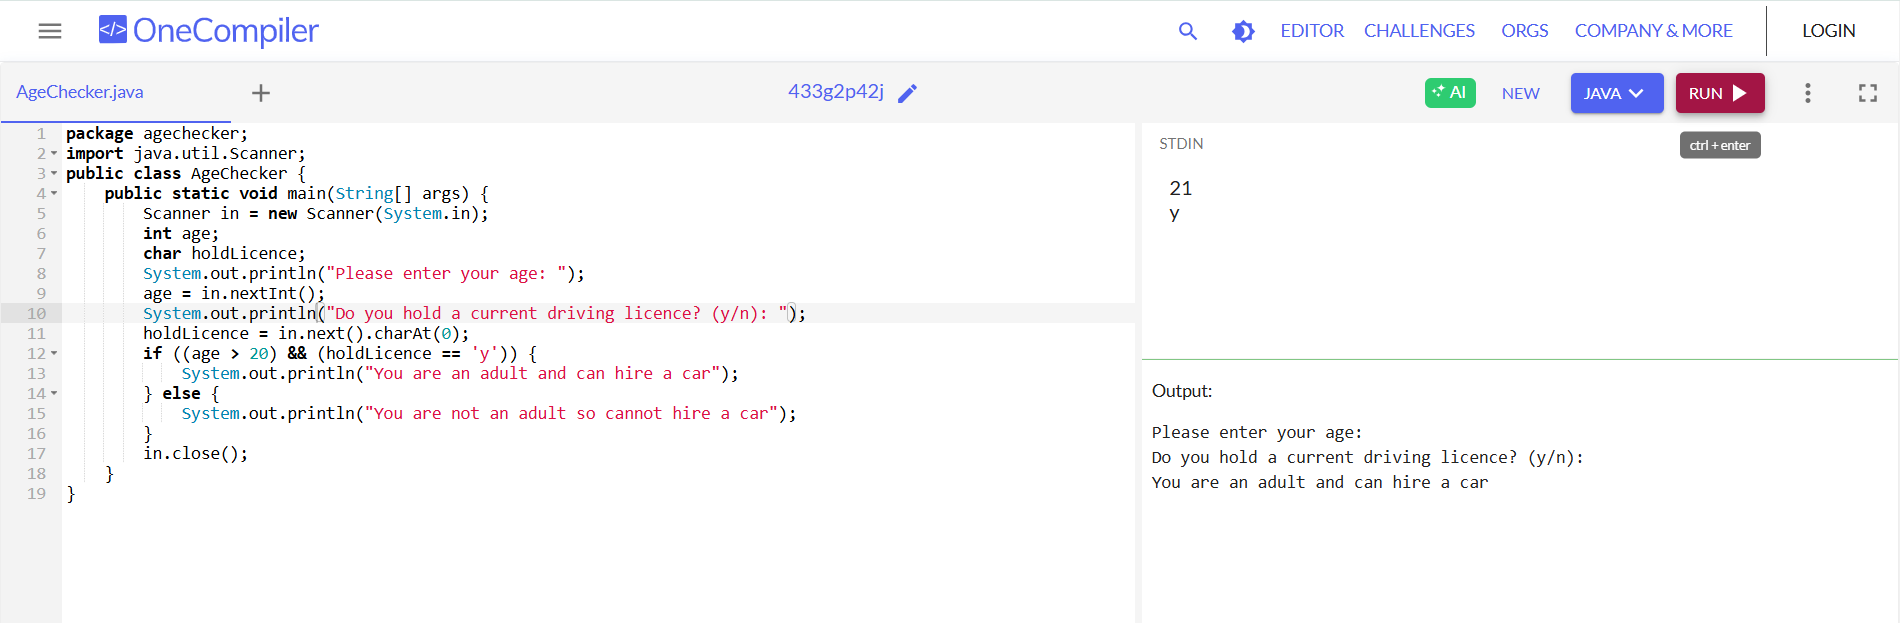 </> OneCompiler
EDITOR CHALLENGES ORGS COMPANY & MORE LOGIN
AgeChecker.java + 433g2p42j AI NEW JAVA RUN
ctrl + enter
1 package agechecker;
2 import java.util.Scanner;
3 public class AgeChecker {
4 public static void main(String[] args) {
5 Scanner in = new Scanner(System.in);
6 int age;
7 char holdLicence;
8 System.out.println("Please enter your age: ");
9 age = in.nextInt();
10 System.out.println("Do you hold a current driving licence? (y/n): ");
11 holdLicence = in.next().charAt(0);
12 if ((age > 20) && (holdLicence == 'y')) {
13 System.out.println("You are an adult and can hire a car");
14 } else {
15 System.out.println("You are not an adult so cannot hire a car");
16 }
17 in.close();
18 }
19 }
STDIN
21
y
Output:
Please enter your age:
Do you hold a current driving licence? (y/n):
You are an adult and can hire a car